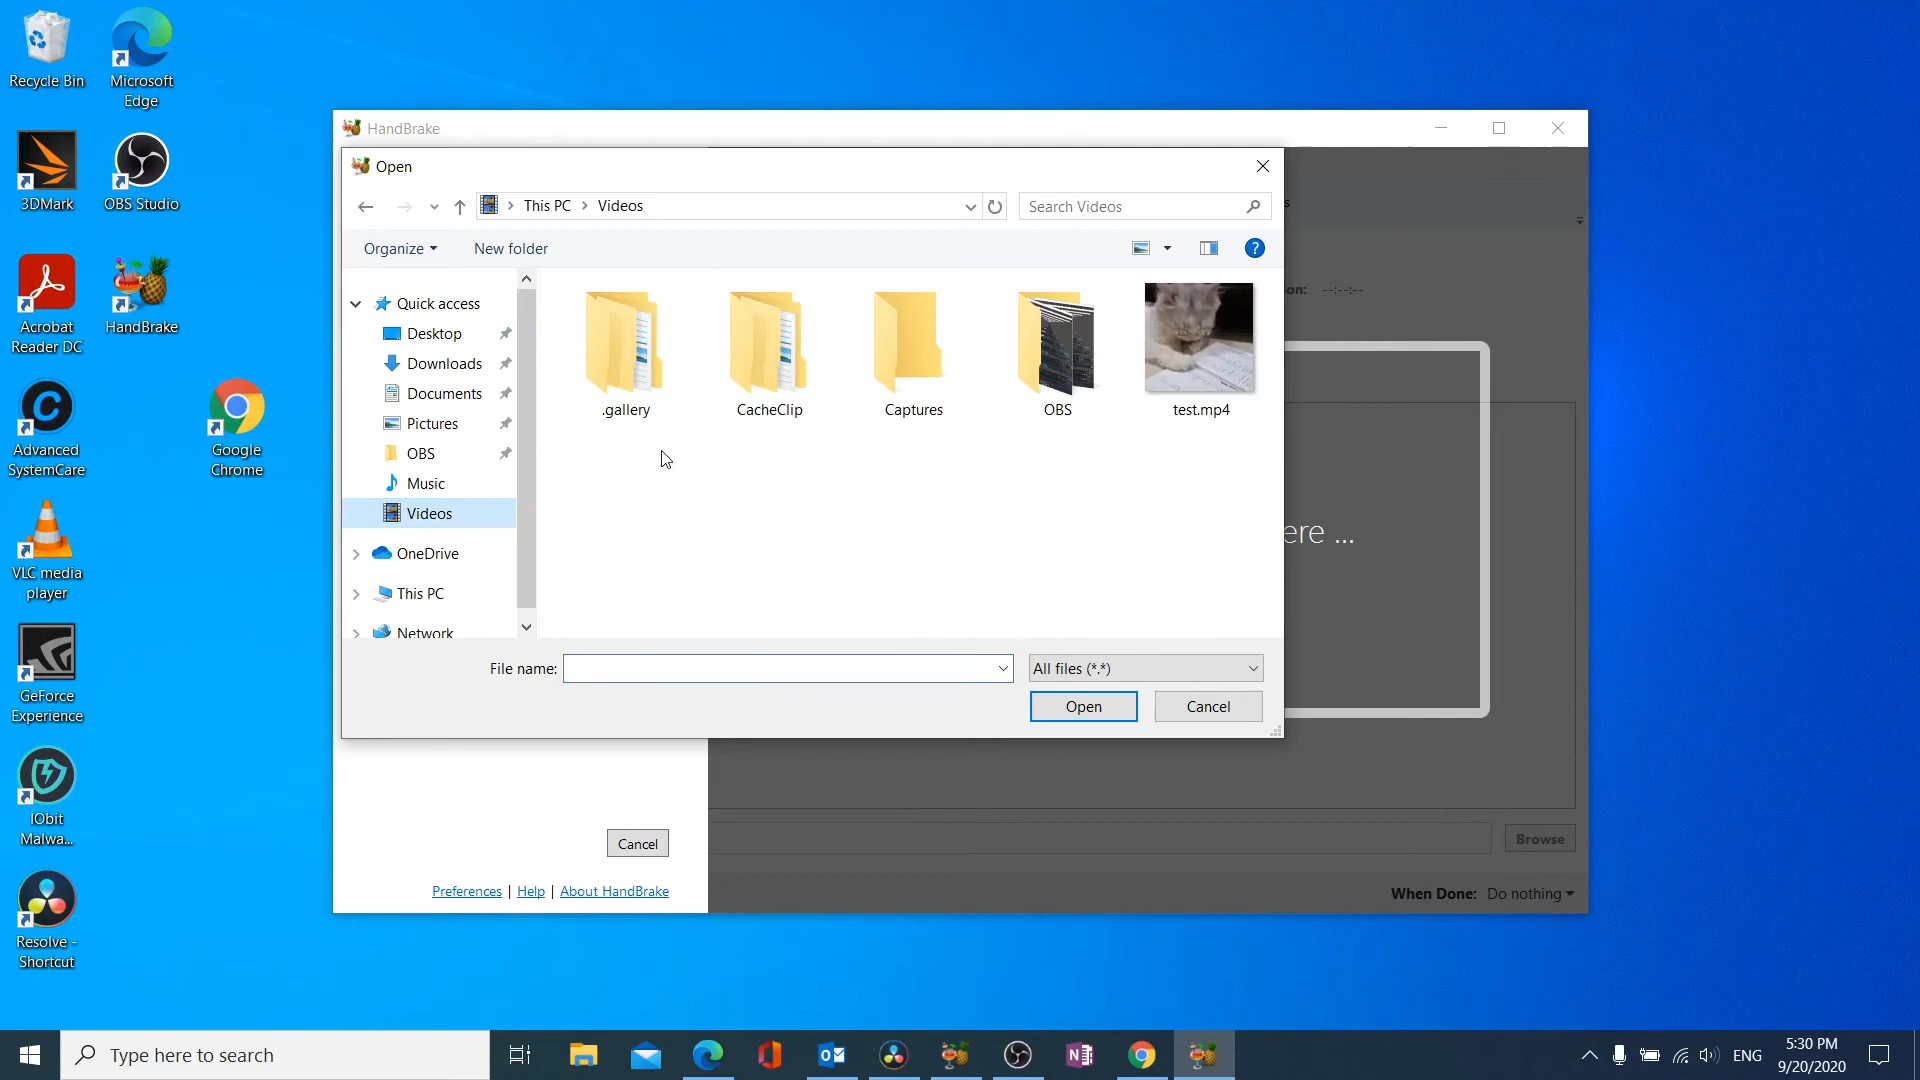 Recycle Bin
Microsoft
Edge
3DMark
OBS Studio
Acrobat
Reader DC
HandBrake
Advanced
SystemCare
Google
Chrome
VLC media
player
GeForce
Experience
IObit
Malwa...
Resolve -
Shortcut
HandBrake
Open
This PC
Videos
Search Videos
Organize
New folder
Quick access
Desktop
Downloads
Documents
Pictures
OBS
Music
Videos
OneDrive
This PC
Network
.gallery
CacheClip
Captures
OBS
test.mp4
File name:
All files (*.*)
Open
Cancel
s
on: --:--:--
ere ...
Cancel
Preferences | Help | About HandBrake
Browse
When Done: Do nothing
Type here to search
ENG
5:30 PM
9/20/2020